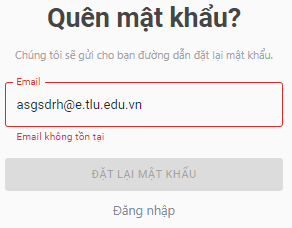 Quên mật khẩu?
Chúng tôi sẽ gửi cho bạn đường dẫn đặt lại mật khẩu.
Email
asgsdrh@e.tlu.edu.vn
Email không tồn tại
ĐẶT LẠI MẬT KHẨU
Đăng nhập